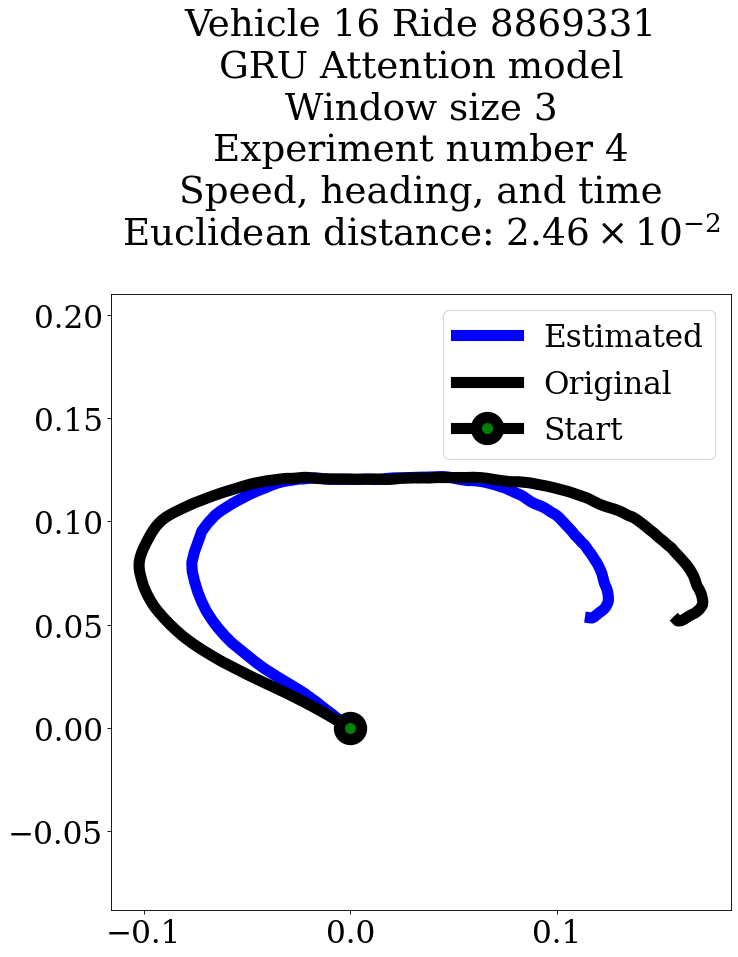 Vehicle 16 Ride 8869331
GRU Attention model
Window size 3
Experiment number 4
Speed, heading, and time
Euclidean distance: 2.46 × 10⁻²
0.20
0.15
0.10
0.05
0.00
−0.05
−0.1
0.0
0.1
Estimated
Original
Start